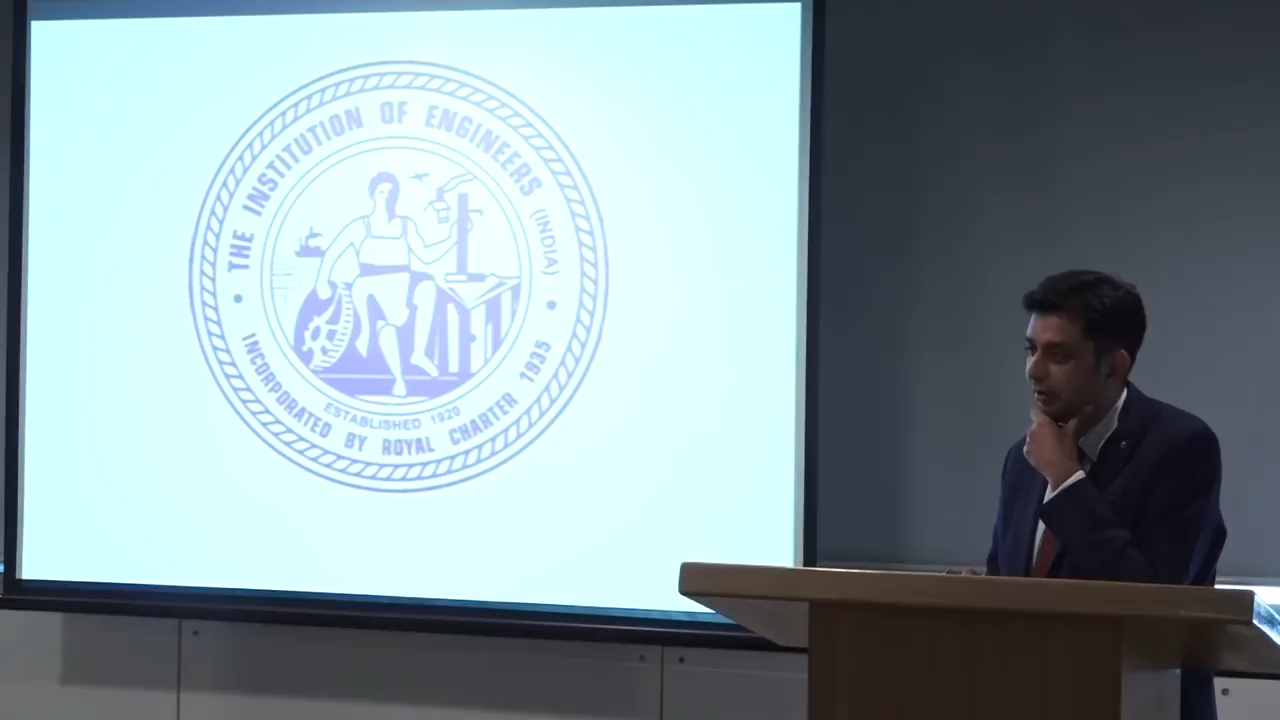 THE INSTITUTION OF ENGINEERS (INDIA)
ESTABLISHED 1920
INCORPORATED BY ROYAL CHARTER 1935